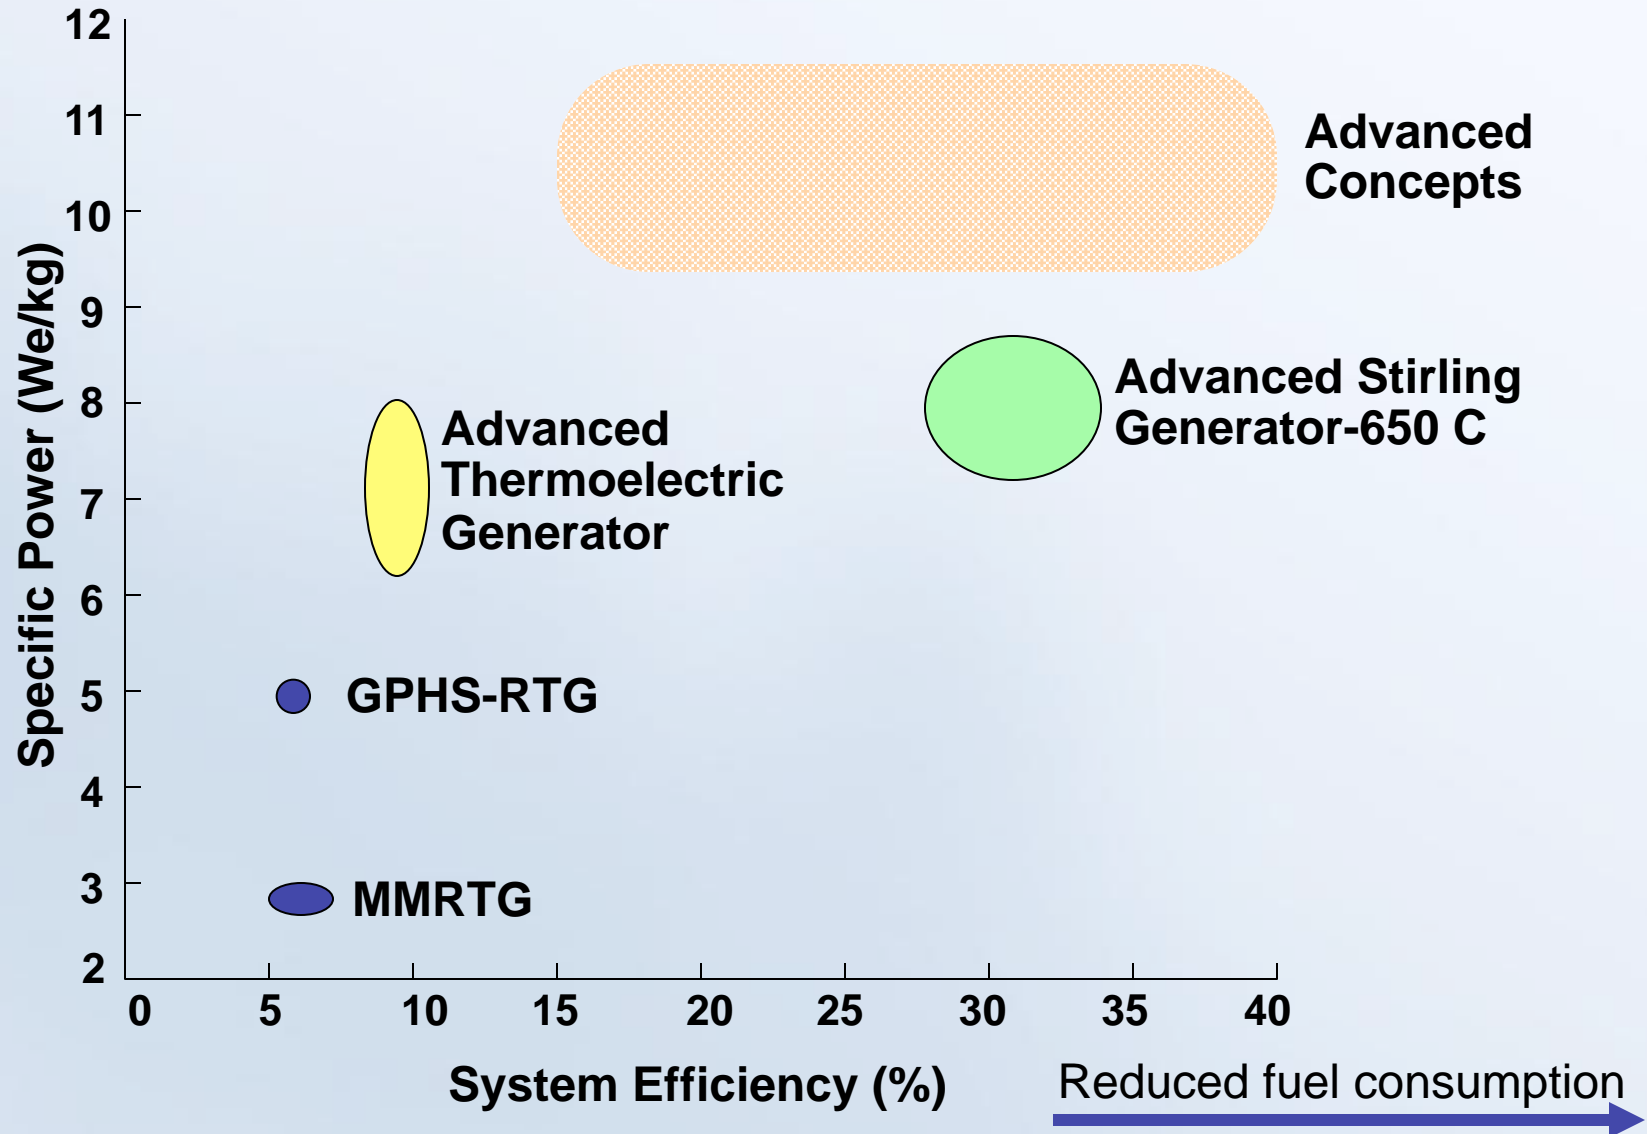 12
11
10
9
8
7
6
5
4
3
2
Specific Power (We/kg)
Advanced
Concepts
Advanced Stirling
Generator-650 C
Advanced
Thermoelectric
Generator
GPHS-RTG
MMRTG
0 5 10 15 20 25 30 35 40
System Efficiency (%)
Reduced fuel consumption